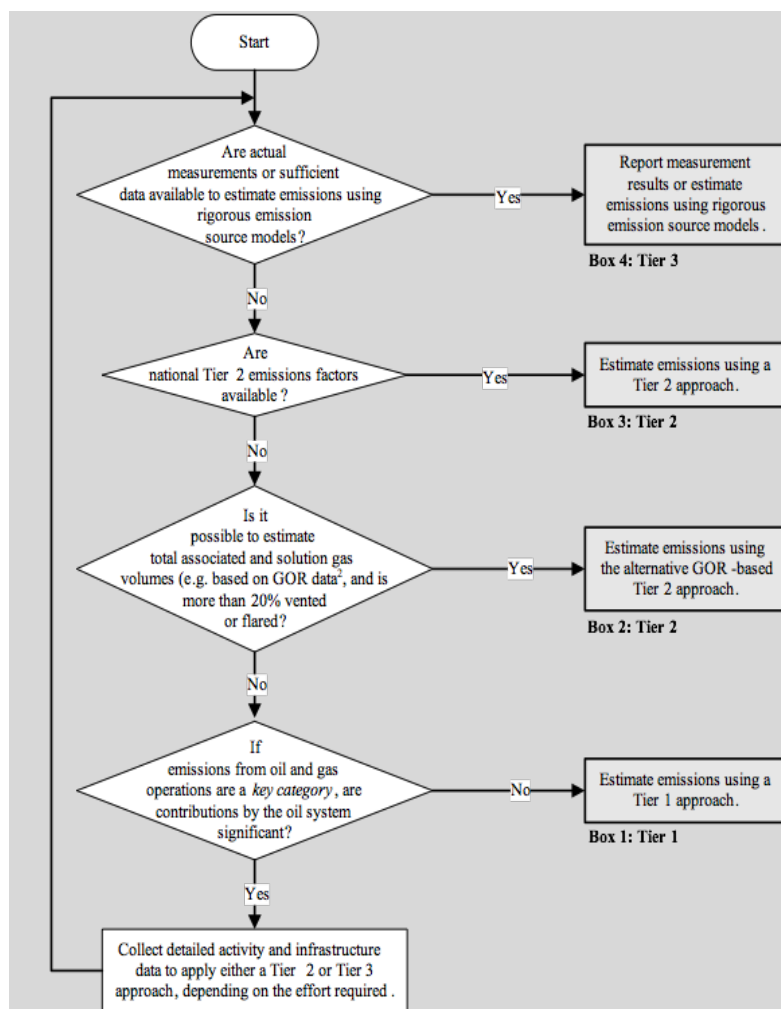 Start
Are actual
measurements or sufficient
data available to estimate emissions using
rigorous emission
source models?
Yes
Report measurement
results or estimate
emissions using rigorous
emission source models .
Box 4: Tier 3
No
Are
national Tier 2 emissions factors
available ?
Yes
Estimate emissions using a
Tier 2 approach.
Box 3: Tier 2
No
Is it
possible to estimate
total associated and solution gas
volumes (e.g. based on GOR data², and is
more than 20% vented
or flared?
Yes
Estimate emissions using
the alternative GOR -based
Tier 2 approach.
Box 2: Tier 2
No
If
emissions from oil and gas
operations are a key category, are
contributions by the oil system
significant?
No
Estimate emissions using a
Tier 1 approach.
Box 1: Tier 1
Yes
Collect detailed activity and infrastructure
data to apply either a Tier 2 or Tier 3
approach, depending on the effort required .